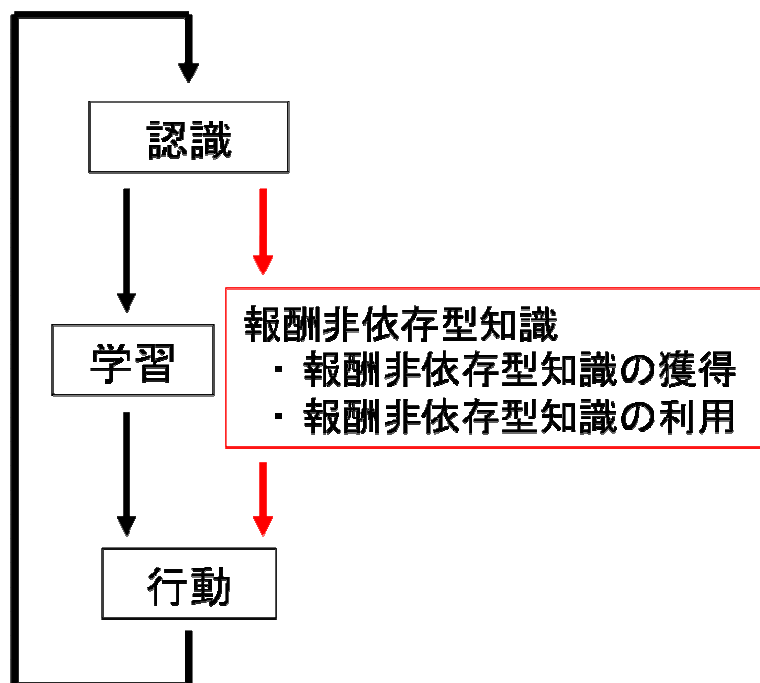 認識
学習
報酬非依存型知識
・ 報酬非依存型知識の獲得
・ 報酬非依存型知識の利用
行動